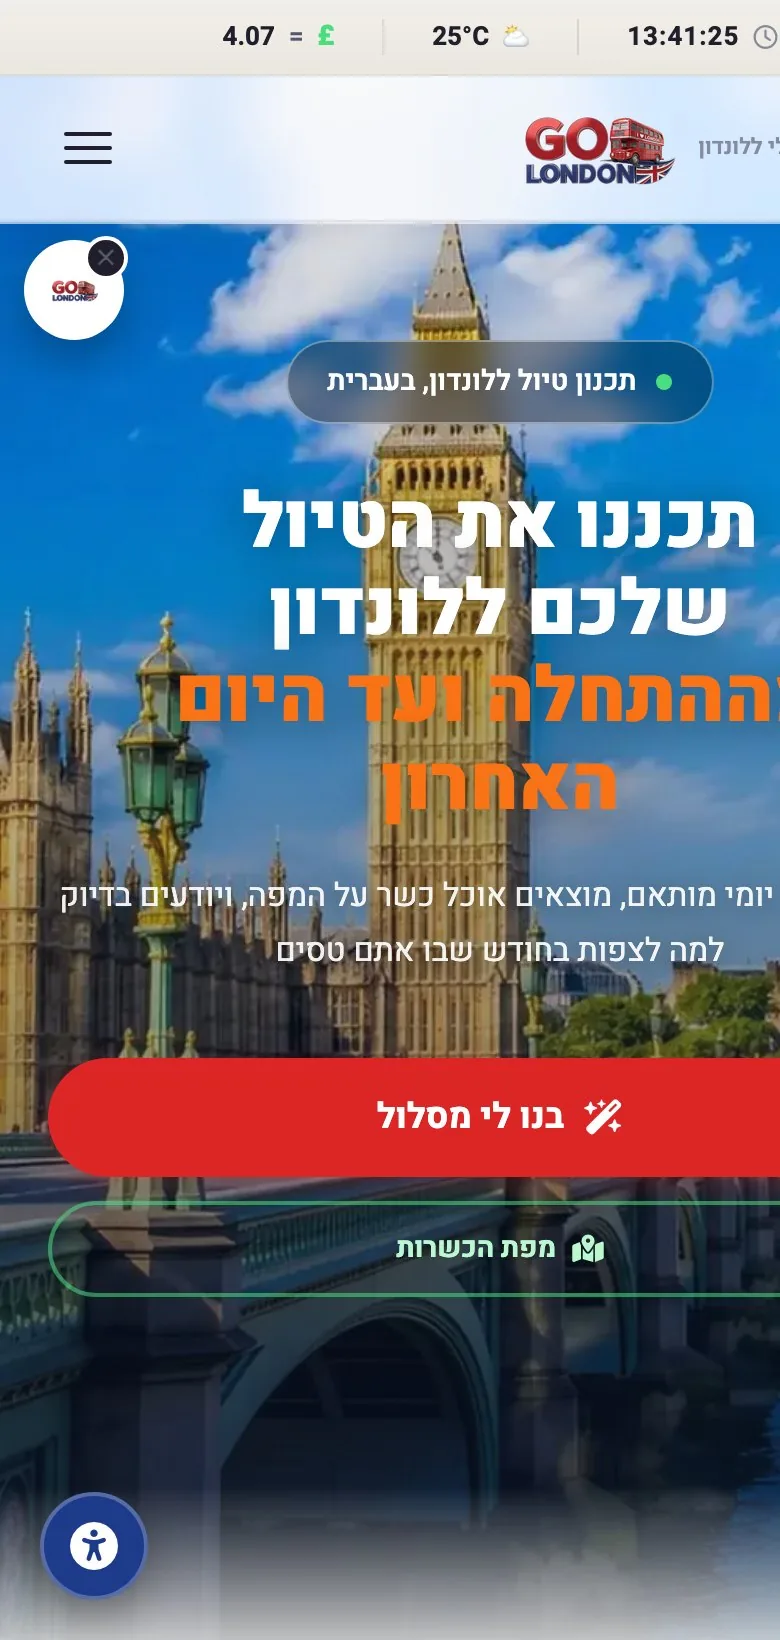 13:41:25
25°C
£ = 4.07
GO
LONDON
ללונדון
GO
LONDON
תכנון טיול ללונדון, בעברית
תכננו את הטיול
שלכם ללונדון
ועד היום
האחרון
יומי מותאם, מוצאים אוכל כשר על המפה, ויודעים בדיוק
למה לצפות בחודש שבו אתם טסים
בנו לי מסלול
מפת הכשרות